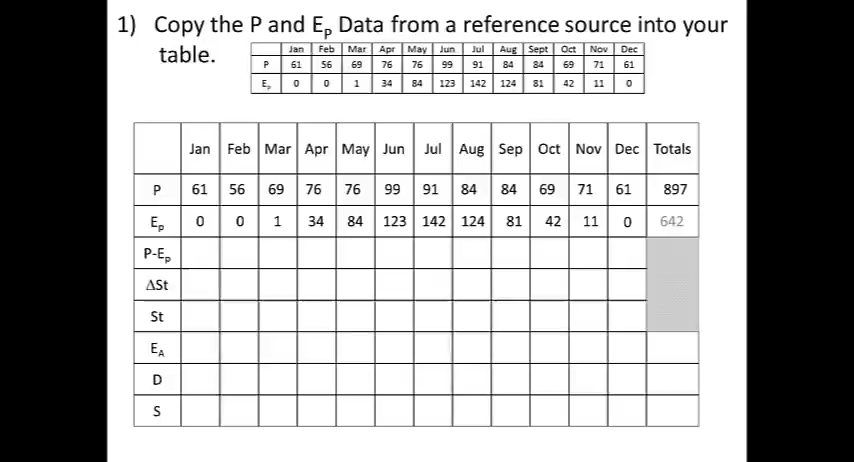 1) Copy the P and Eₚ Data from a reference source into your
table.
Jan Feb Mar Apr May Jun Jul Aug Sept Oct Nov Dec
P 61 56 69 76 76 99 91 84 84 69 71 61
Eₚ 0 0 1 34 84 123 142 124 81 42 11 0
Jan Feb Mar Apr May Jun Jul Aug Sep Oct Nov Dec Totals
P 61 56 69 76 76 99 91 84 84 69 71 61 897
Eₚ 0 0 1 34 84 123 142 124 81 42 11 0 642
P-Eₚ
ΔSt
St
E_A
D
S